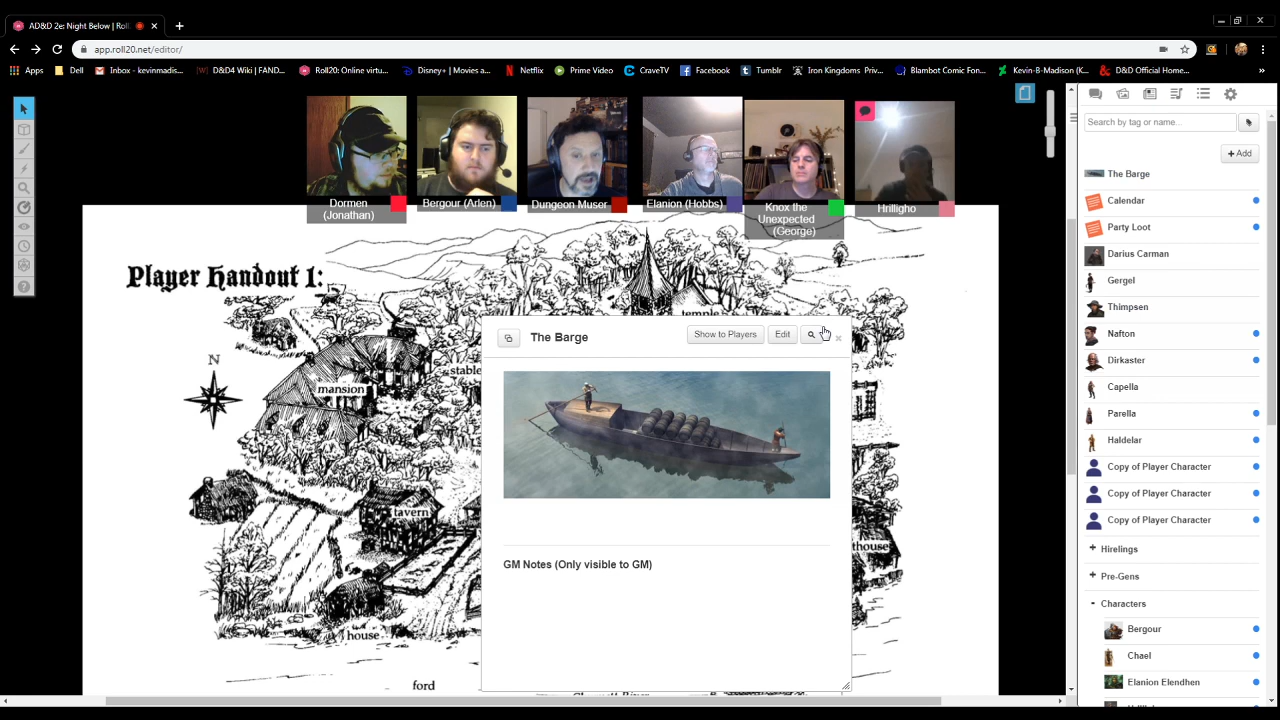 AD&D 2e: Night Below | Roll
app.roll20.net/editor/
Apps
Dell
Inbox - kevinmadis...
D&D4 Wiki | FAND...
Roll20: Online virtu...
Disney+ | Movies a...
Netflix
Prime Video
CraveTV
Facebook
Tumblr
Iron Kingdoms Priv...
Blambot Comic Fon...
Kevin-B-Madison (K...
D&D Official Home...
»
Dormen
(Jonathan)
Bergour (Arlen)
Dungeon Muser
Elanion (Hobbs)
Knox the
Unexpected
(George)
Hrilligho
Player Handout 1:
N
temple
stable
mansion
tavern
house
ford
thouse
The Barge
Show to Players
Edit
GM Notes (Only visible to GM)
Search by tag or name...
+ Add
The Barge
Calendar
Party Loot
Darius Carman
Gergel
Thimpsen
Nafton
Dirkaster
Capella
Parella
Haldelar
Copy of Player Character
Copy of Player Character
Copy of Player Character
+ Hirelings
+ Pre-Gens
- Characters
Bergour
Chael
Elanion Elendhen